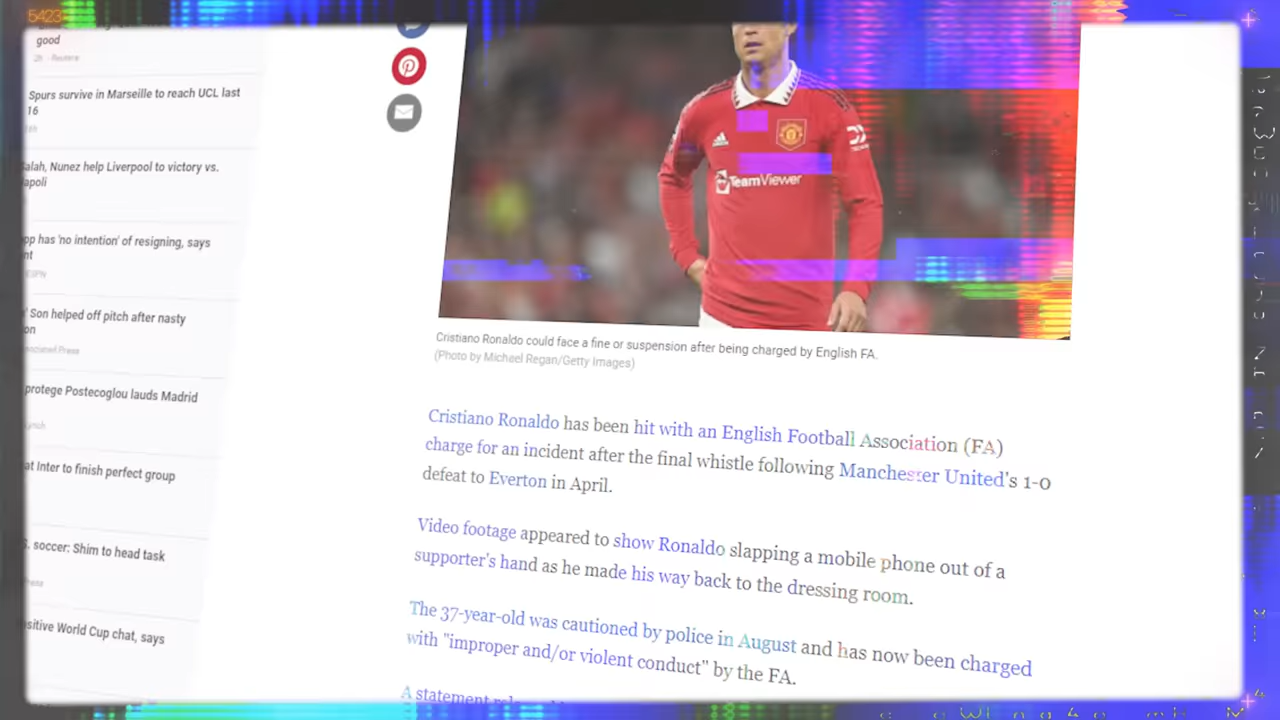 5423
good
2h - Reuters
Spurs survive in Marseille to reach UCL last
16
Salah, Nunez help Liverpool to victory vs.
has 'no intention' of resigning, says
ESPN
Son helped off pitch after nasty
Press
protege Postecoglou lauds Madrid
at Inter to finish perfect group
soccer: Shim to head task
World Cup chat, says
TeamViewer
Cristiano Ronaldo could face a fine or suspension after being charged by English FA.
(Photo by Michael Regan/Getty Images)
Cristiano Ronaldo has been hit with an English Football Association (FA)
charge for an incident after the final whistle following Manchester United's 1-0
defeat to Everton in April.
Video footage appeared to show Ronaldo slapping a mobile phone out of a
supporter's hand as he made his way back to the dressing room.
The 37-year-old was cautioned by police in August and has now been charged
with "improper and/or violent conduct" by the FA.
A statement